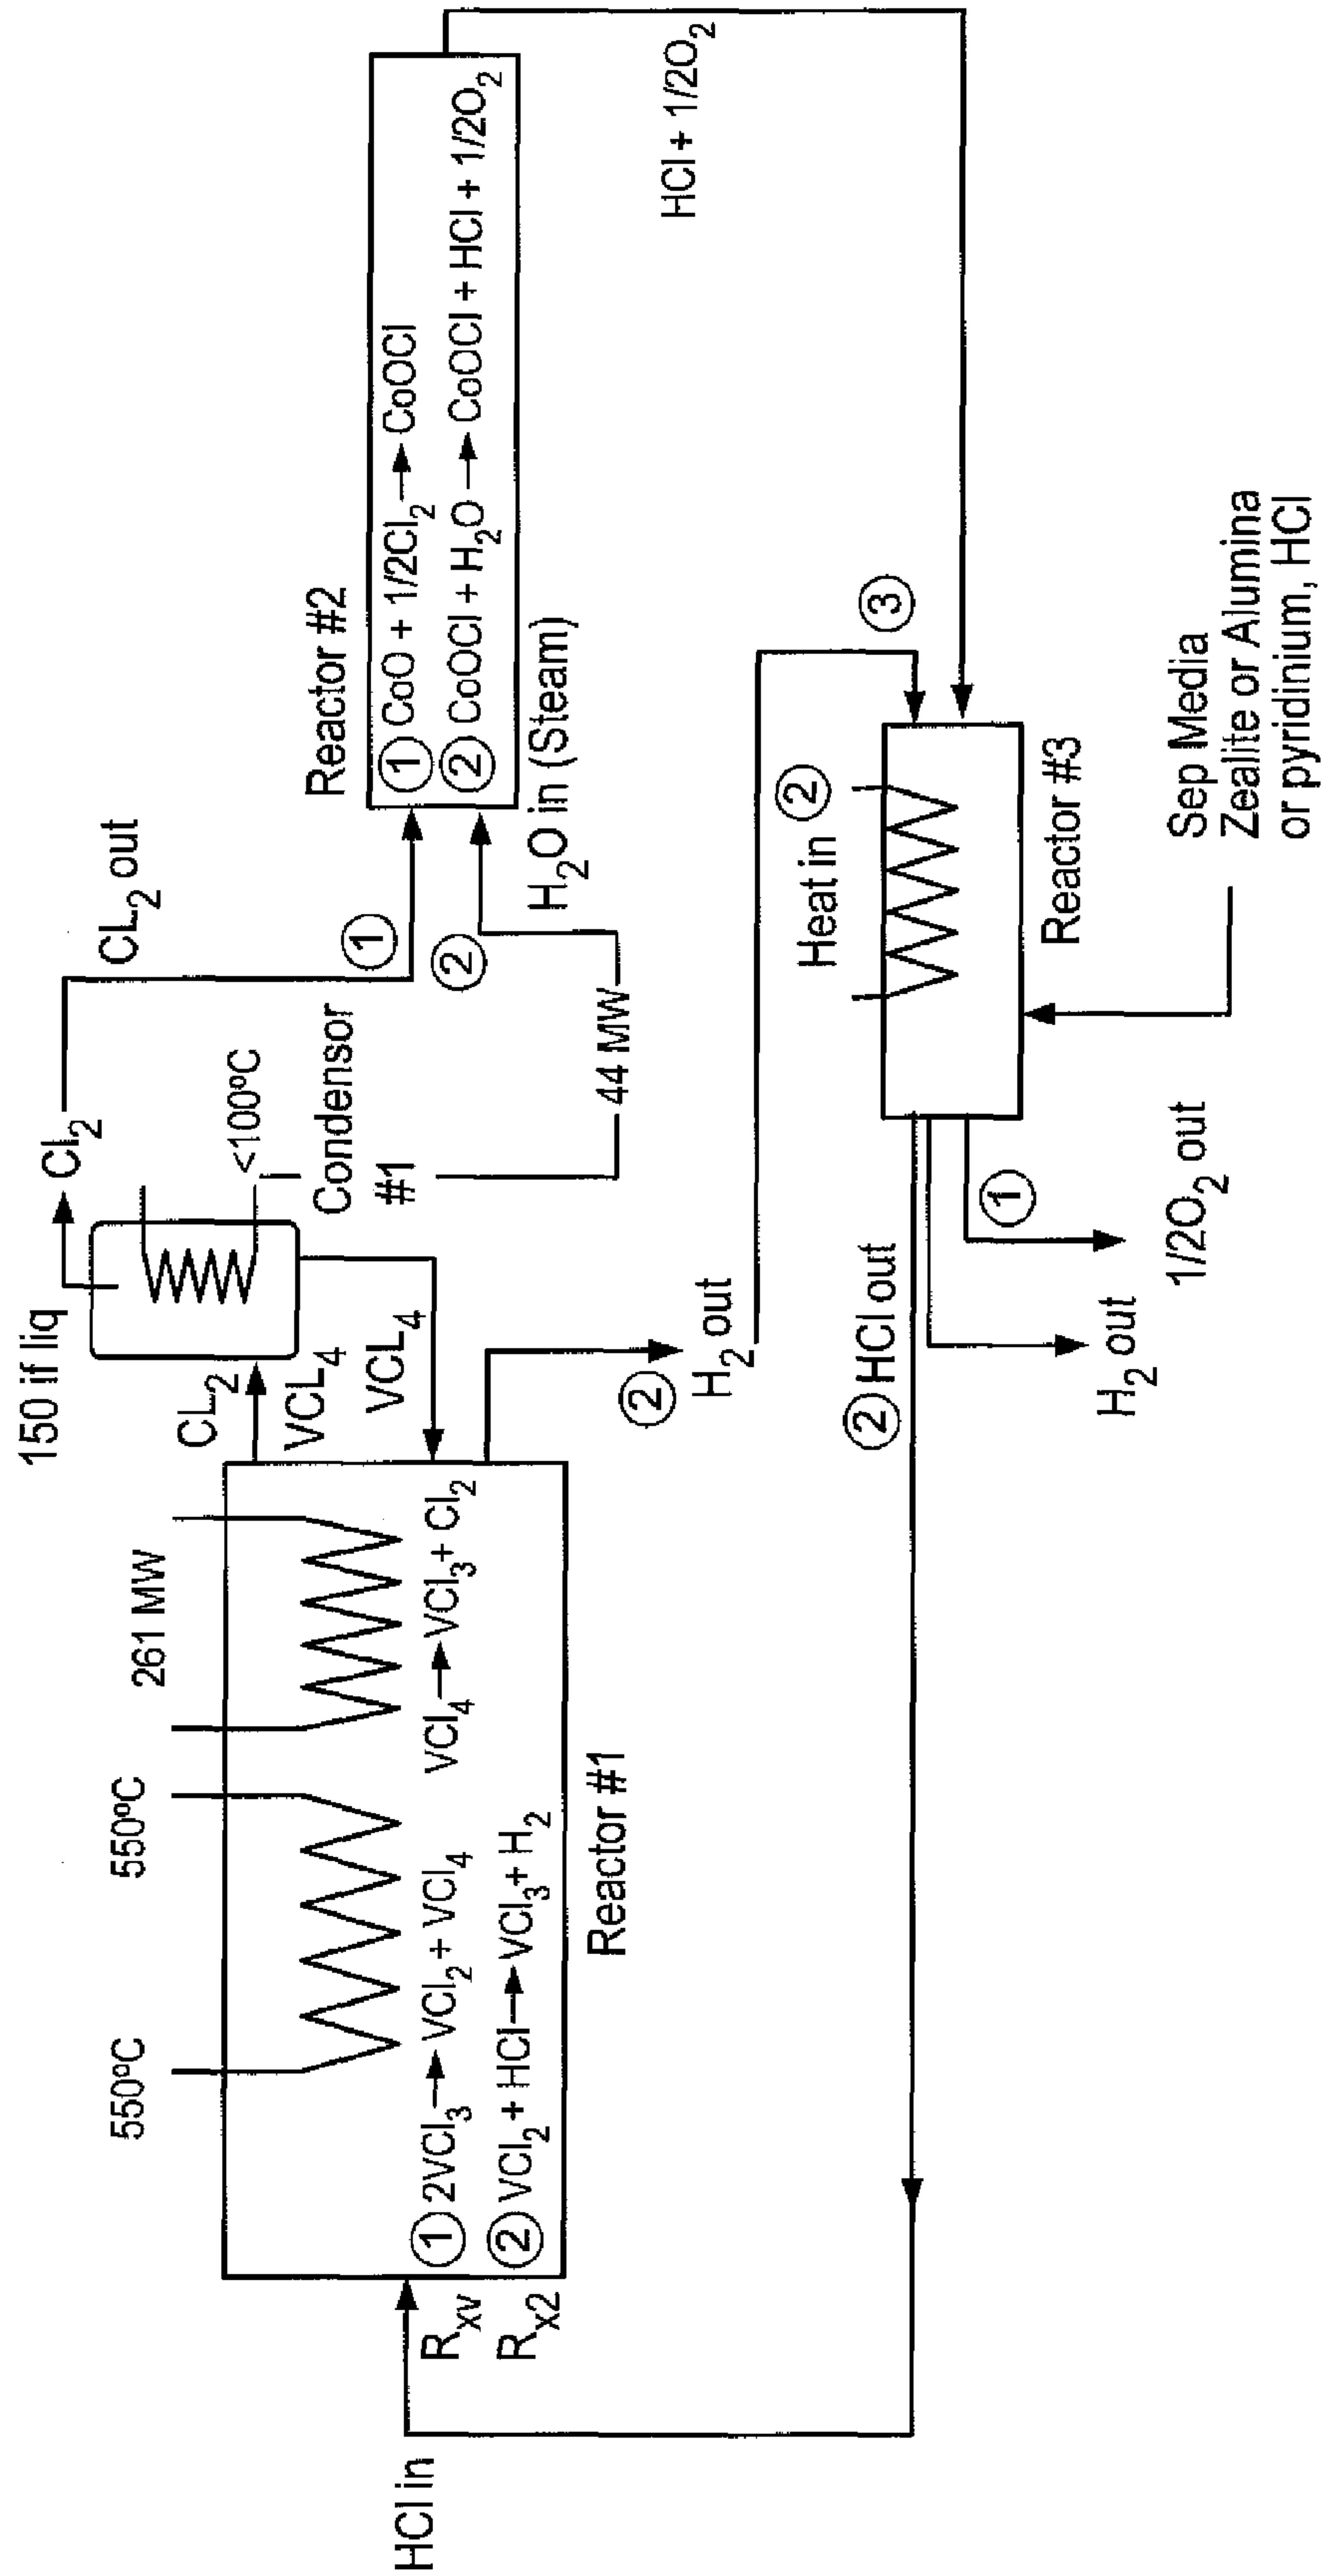 150 if liq
Cl₂
CL₂ out
550ºC
550ºC
261 MW
CL₂
VCL₄
<100ºC
Condensor
#1
VCL₄
Reactor #2
① CoO + 1/2Cl₂ → CoOCl
② CoOCl + H₂O → CoOCl + HCl + 1/2O₂
①
②
H₂O in (Steam)
44 MW
HCl in
Rxv
Rx2
① 2VCl₃ → VCl₂ + VCl₄
VCl₄ → VCl₃ + Cl₂
② VCl₂ + HCl → VCl₃ + H₂
Reactor #1
②
H₂ out
HCl + 1/2O₂
② HCl out
Heat in ②
③
①
H₂ out
1/2O₂ out
Reactor #3
Sep Media
Zealite or Alumina
or pyridinium, HCl